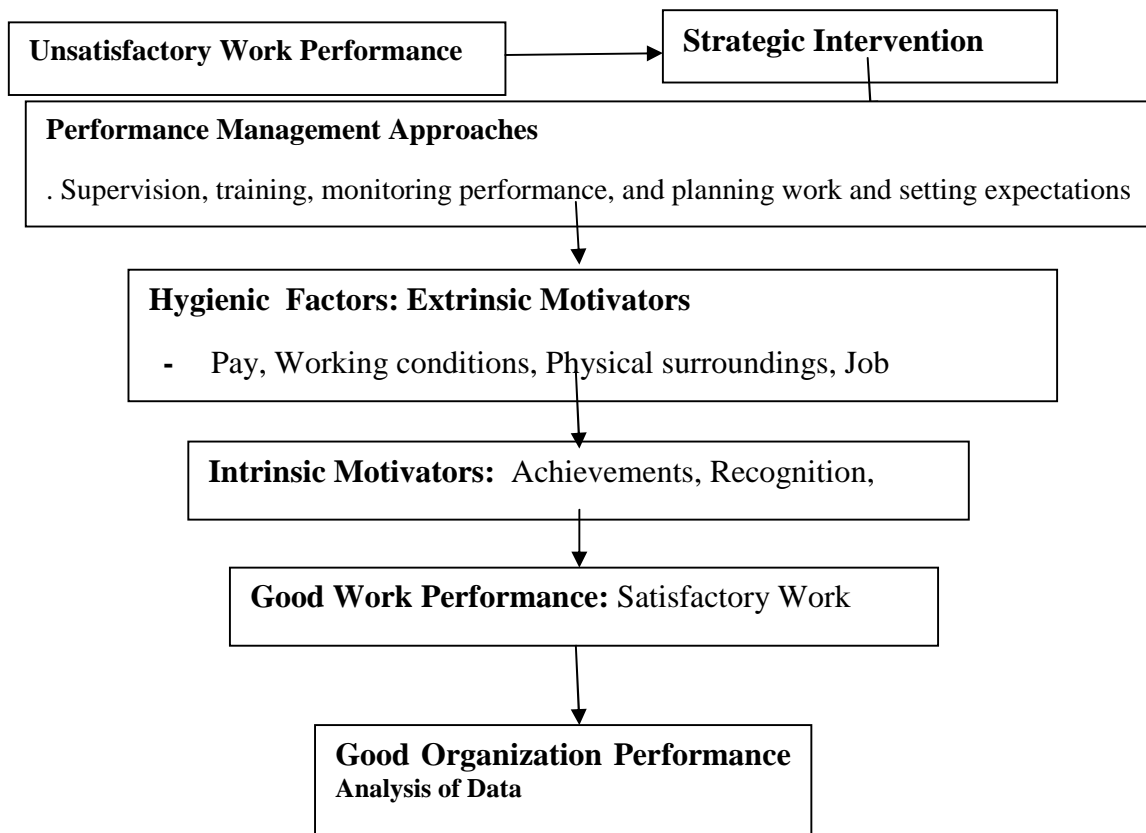 Unsatisfactory Work Performance
Strategic Intervention
Performance Management Approaches
. Supervision, training, monitoring performance, and planning work and setting expectations
Hygienic Factors: Extrinsic Motivators
- Pay, Working conditions, Physical surroundings, Job
Intrinsic Motivators: Achievements, Recognition,
Good Work Performance: Satisfactory Work
Good Organization Performance
Analysis of Data